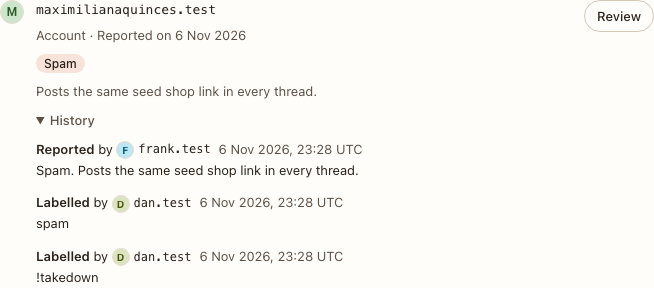 M maximilianaquinces.test
Review
Account · Reported on 6 Nov 2026
Spam
Posts the same seed shop link in every thread.
▼ History
Reported by F frank.test 6 Nov 2026, 23:28 UTC
Spam. Posts the same seed shop link in every thread.
Labelled by D dan.test 6 Nov 2026, 23:28 UTC
spam
Labelled by D dan.test 6 Nov 2026, 23:28 UTC
!takedown